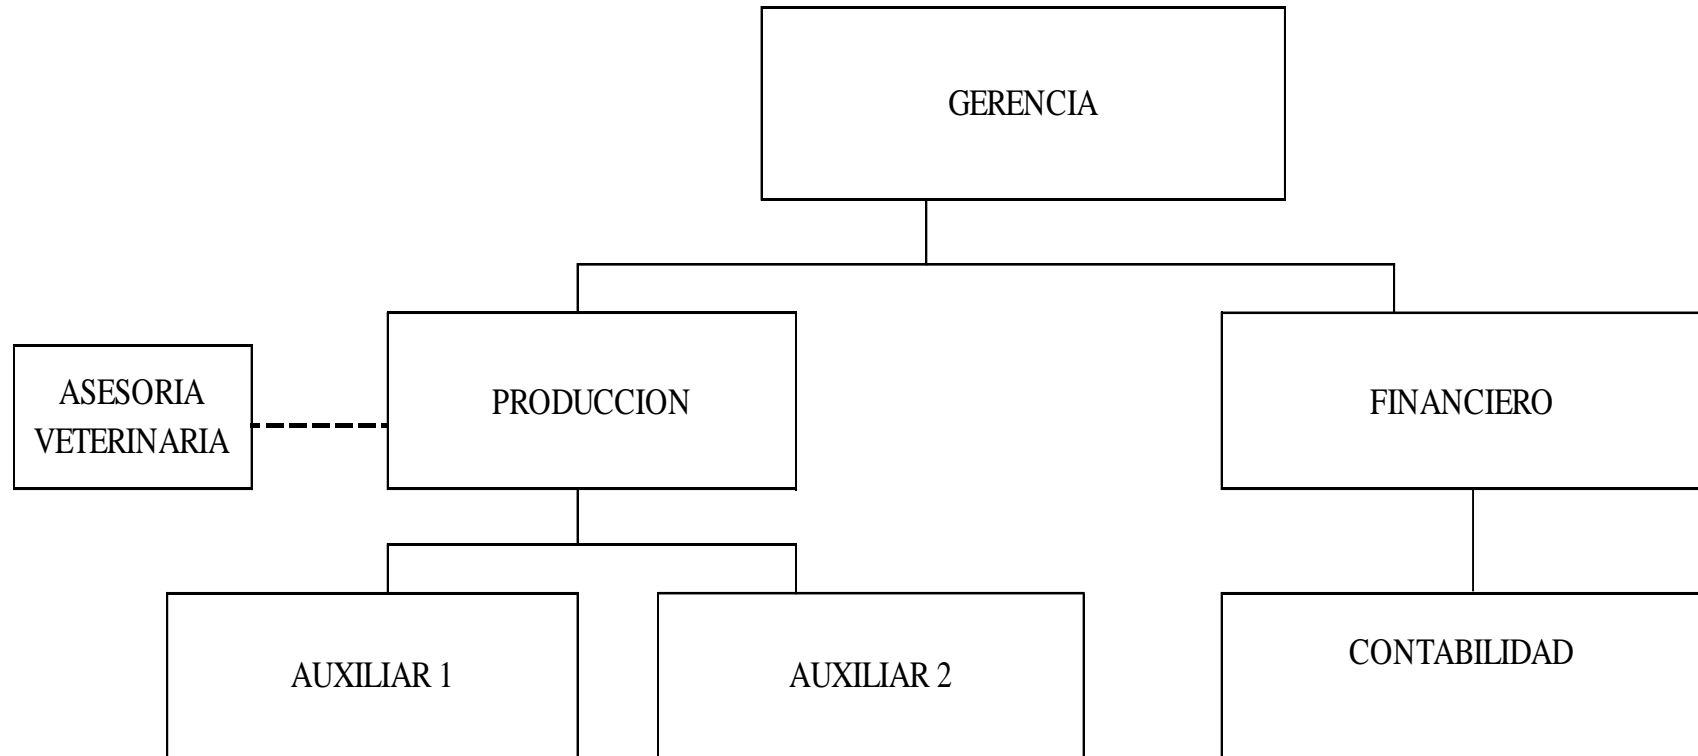 GERENCIA
ASESORIA
VETERINARIA
PRODUCCION
FINANCIERO
AUXILIAR 1
AUXILIAR 2
CONTABILIDAD